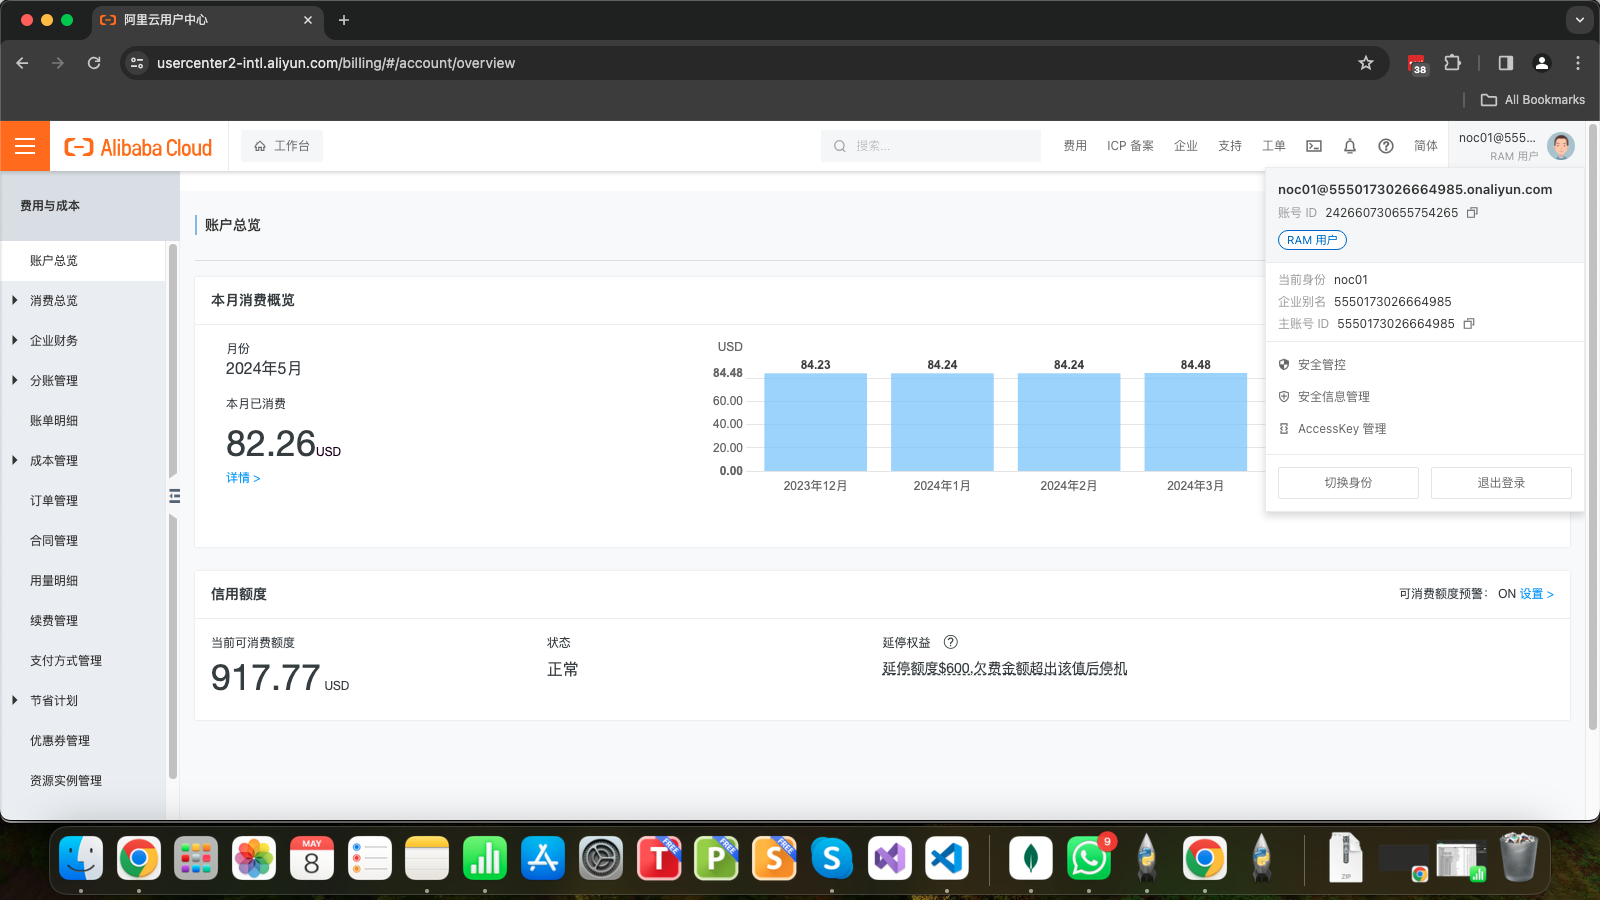 阿里云用户中心
usercenter2-intl.aliyun.com/billing/#/account/overview
38
All Bookmarks
Alibaba Cloud
工作台
搜索...
费用
ICP 备案
企业
支持
工单
简体
noc01@555...
RAM 用户
费用与成本
账户总览
消费总览
企业财务
分账管理
账单明细
成本管理
订单管理
合同管理
用量明细
续费管理
支付方式管理
节省计划
优惠券管理
资源实例管理
账户总览
本月消费概览
月份
2024年5月
本月已消费
82.26USD
详情 >
USD
84.48
60.00
40.00
20.00
0.00
84.23
84.24
84.24
84.48
2023年12月
2024年1月
2024年2月
2024年3月
noc01@5550173026664985.onaliyun.com
账号 ID 242660730655754265
RAM 用户
当前身份 noc01
企业别名 5550173026664985
主账号 ID 5550173026664985
安全管控
安全信息管理
AccessKey 管理
切换身份
退出登录
信用额度
可消费额度预警： ON 设置 >
当前可消费额度
917.77 USD
状态
正常
延停权益
延停额度$600.欠费金额超出该值后停机
MAY
8
T
FREE
P
FREE
S
FREE
S
9
ZIP